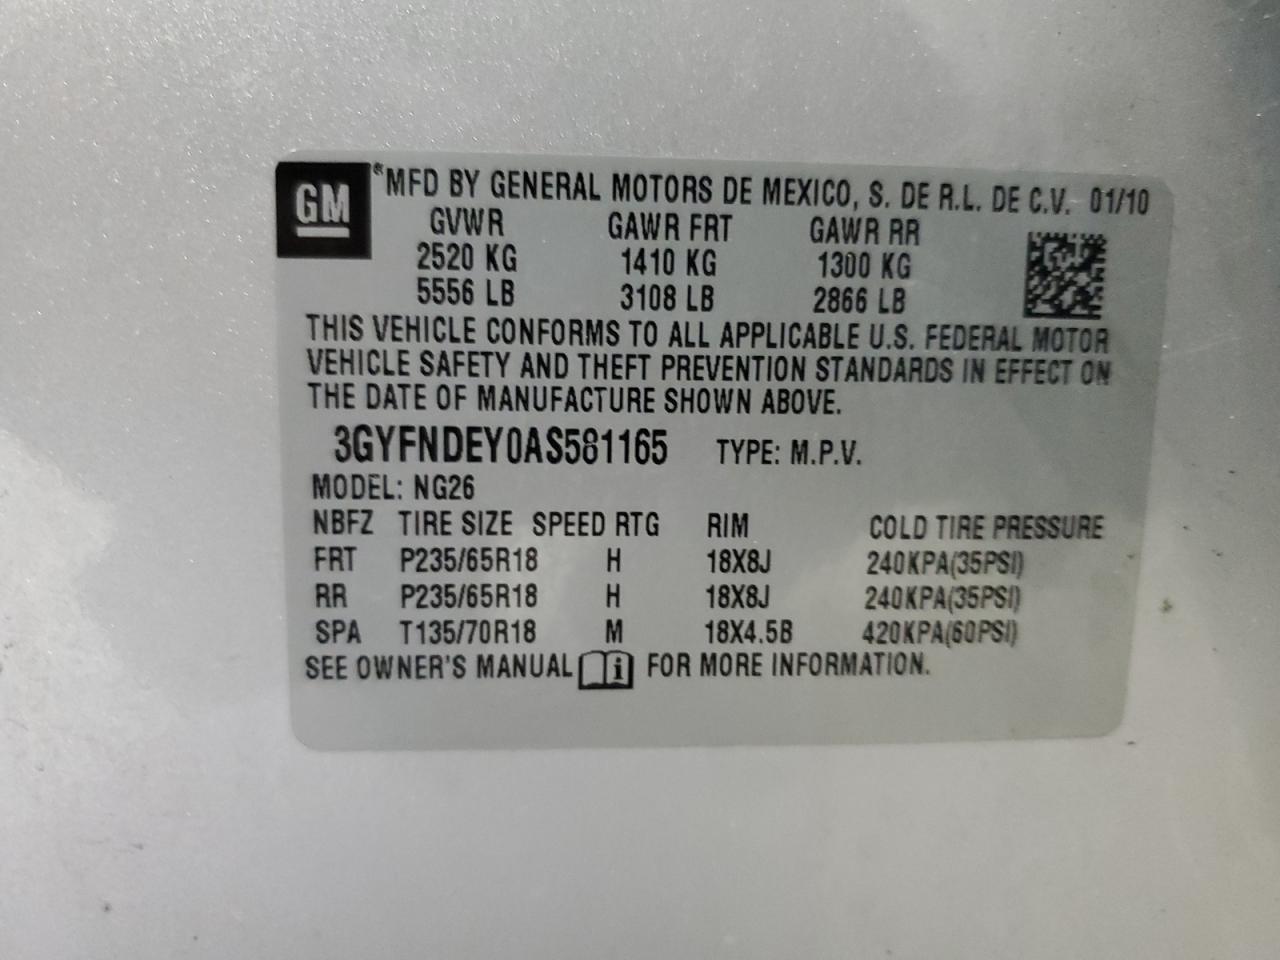 GM
*MFD BY GENERAL MOTORS DE MEXICO, S. DE R.L. DE C.V. 01/10
GVWR GAWR FRT GAWR RR
2520 KG 1410 KG 1300 KG
5556 LB 3108 LB 2866 LB
THIS VEHICLE CONFORMS TO ALL APPLICABLE U.S. FEDERAL MOTOR
VEHICLE SAFETY AND THEFT PREVENTION STANDARDS IN EFFECT ON
THE DATE OF MANUFACTURE SHOWN ABOVE.
3GYFNDEY0AS581165 TYPE: M.P.V.
MODEL: NG26
NBFZ TIRE SIZE SPEED RTG RIM COLD TIRE PRESSURE
FRT P235/65R18 H 18X8J 240KPA(35PSI)
RR P235/65R18 H 18X8J 240KPA(35PSI)
SPA T135/70R18 M 18X4.5B 420KPA(60PSI)
SEE OWNER'S MANUAL i FOR MORE INFORMATION.